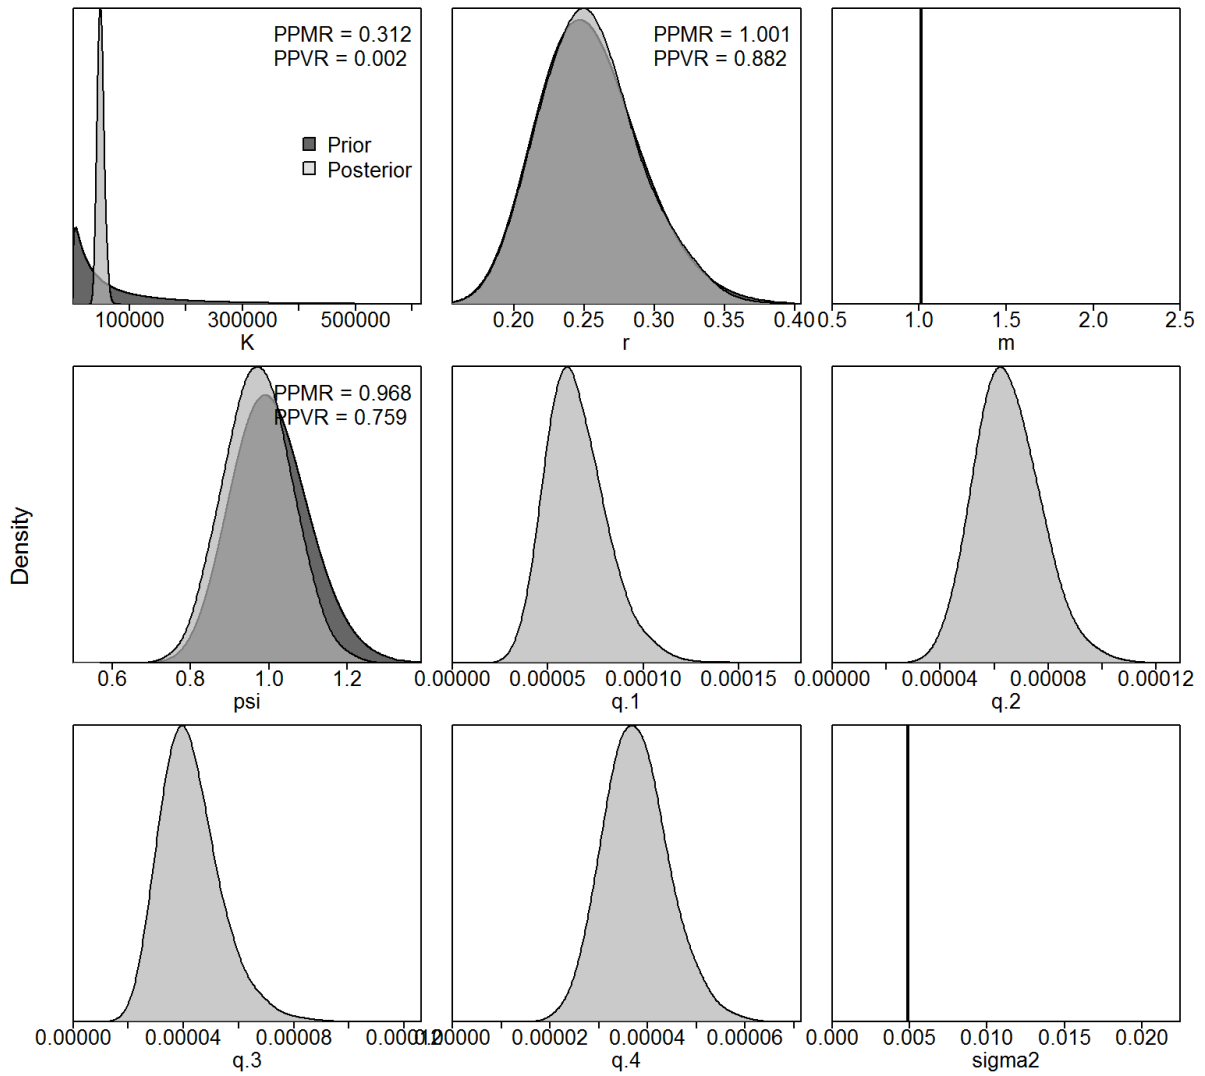 PPMR = 0.312
PPVR = 0.002
Prior
Posterior
100000 300000 500000
K
PPMR = 1.001
PPVR = 0.882
0.20 0.25 0.30 0.35 0.40
r
0.5 1.0 1.5 2.0 2.5
m
Density
PPMR = 0.968
PPVR = 0.759
0.6 0.8 1.0 1.2
psi
0.00000 0.00005 0.00010 0.00015
q.1
0.00000 0.00004 0.00008 0.00012
q.2
0.00000 0.00004 0.00008 0.00012
q.3
0.00000 0.00002 0.00004 0.00006
q.4
0.000 0.005 0.010 0.015 0.020
sigma2